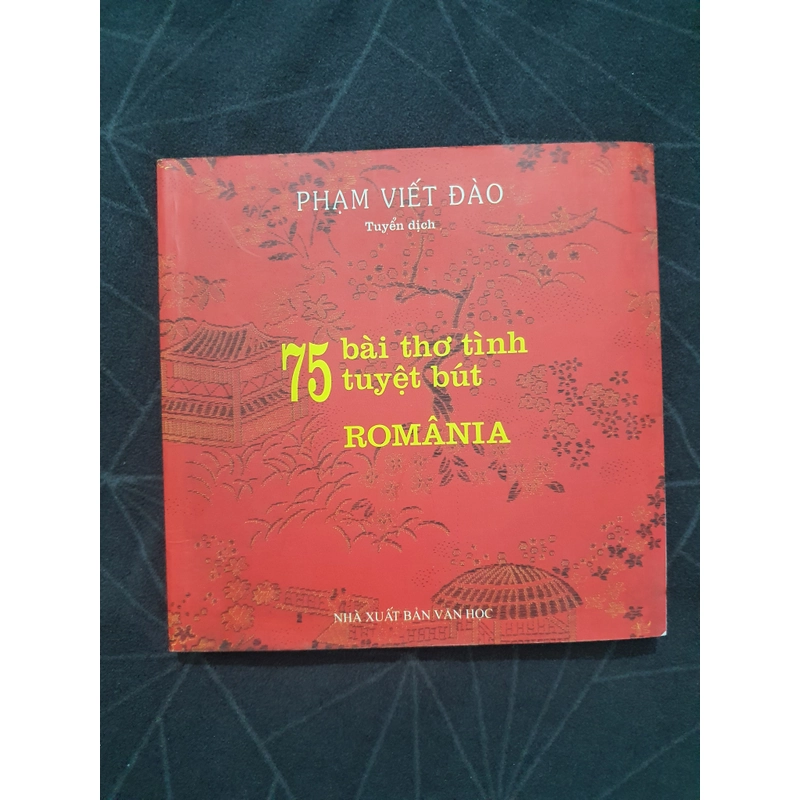 PHẠM VIẾT ĐÀO
Tuyển dịch
75 bài thơ tình
tuyệt bút
ROMÂNIA
NHÀ XUẤT BẢN VĂN HỌC